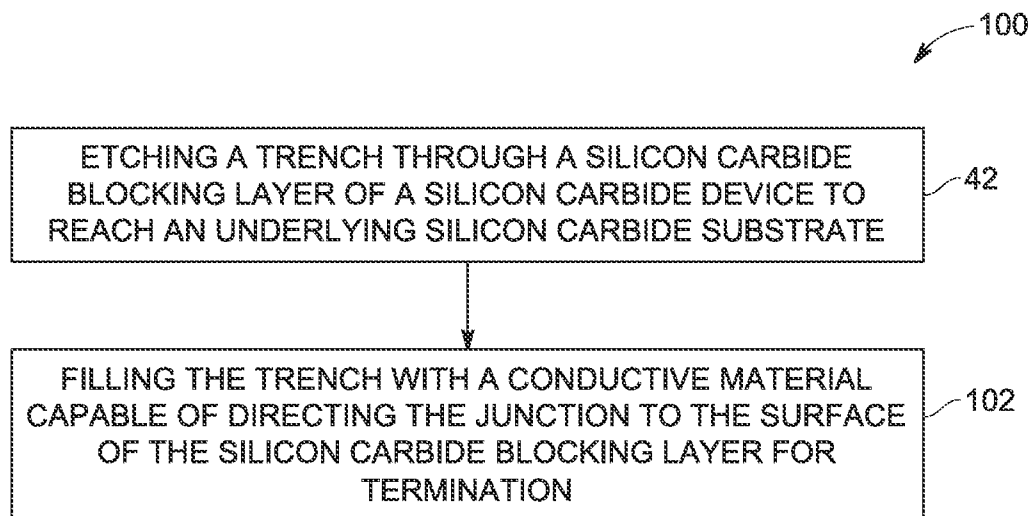 100
ETCHING A TRENCH THROUGH A SILICON CARBIDE
BLOCKING LAYER OF A SILICON CARBIDE DEVICE TO
REACH AN UNDERLYING SILICON CARBIDE SUBSTRATE
42
FILLING THE TRENCH WITH A CONDUCTIVE MATERIAL
CAPABLE OF DIRECTING THE JUNCTION TO THE SURFACE
OF THE SILICON CARBIDE BLOCKING LAYER FOR
TERMINATION
102